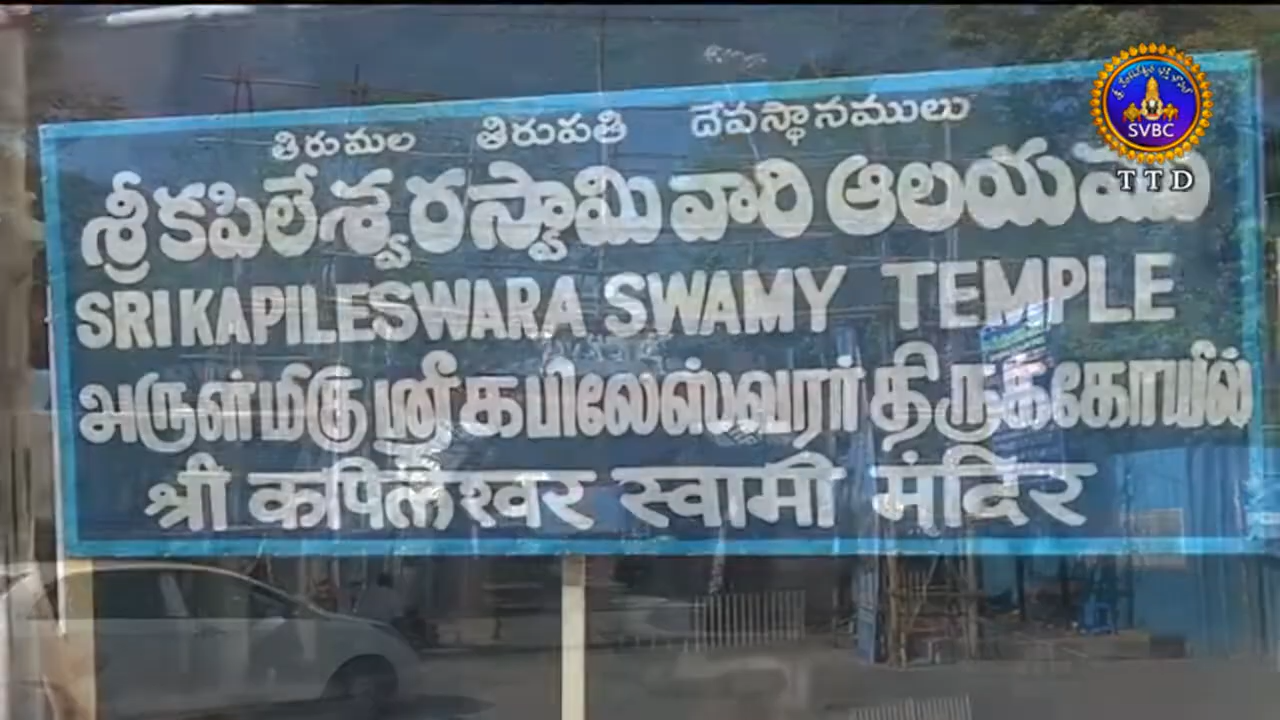 తిరుమల తిరుపతి దేవస్థానములు
శ్రీ కపిలేశ్వరస్వామి వారి ఆలయము
SRI KAPILESWARA SWAMY TEMPLE
அருள்மிகு ஸ்ரீ கபிலேஸ்வரர் திருக்கோயில்
श्री कपिलेश्वर स्वामी मंदिर
SVBC
TTD